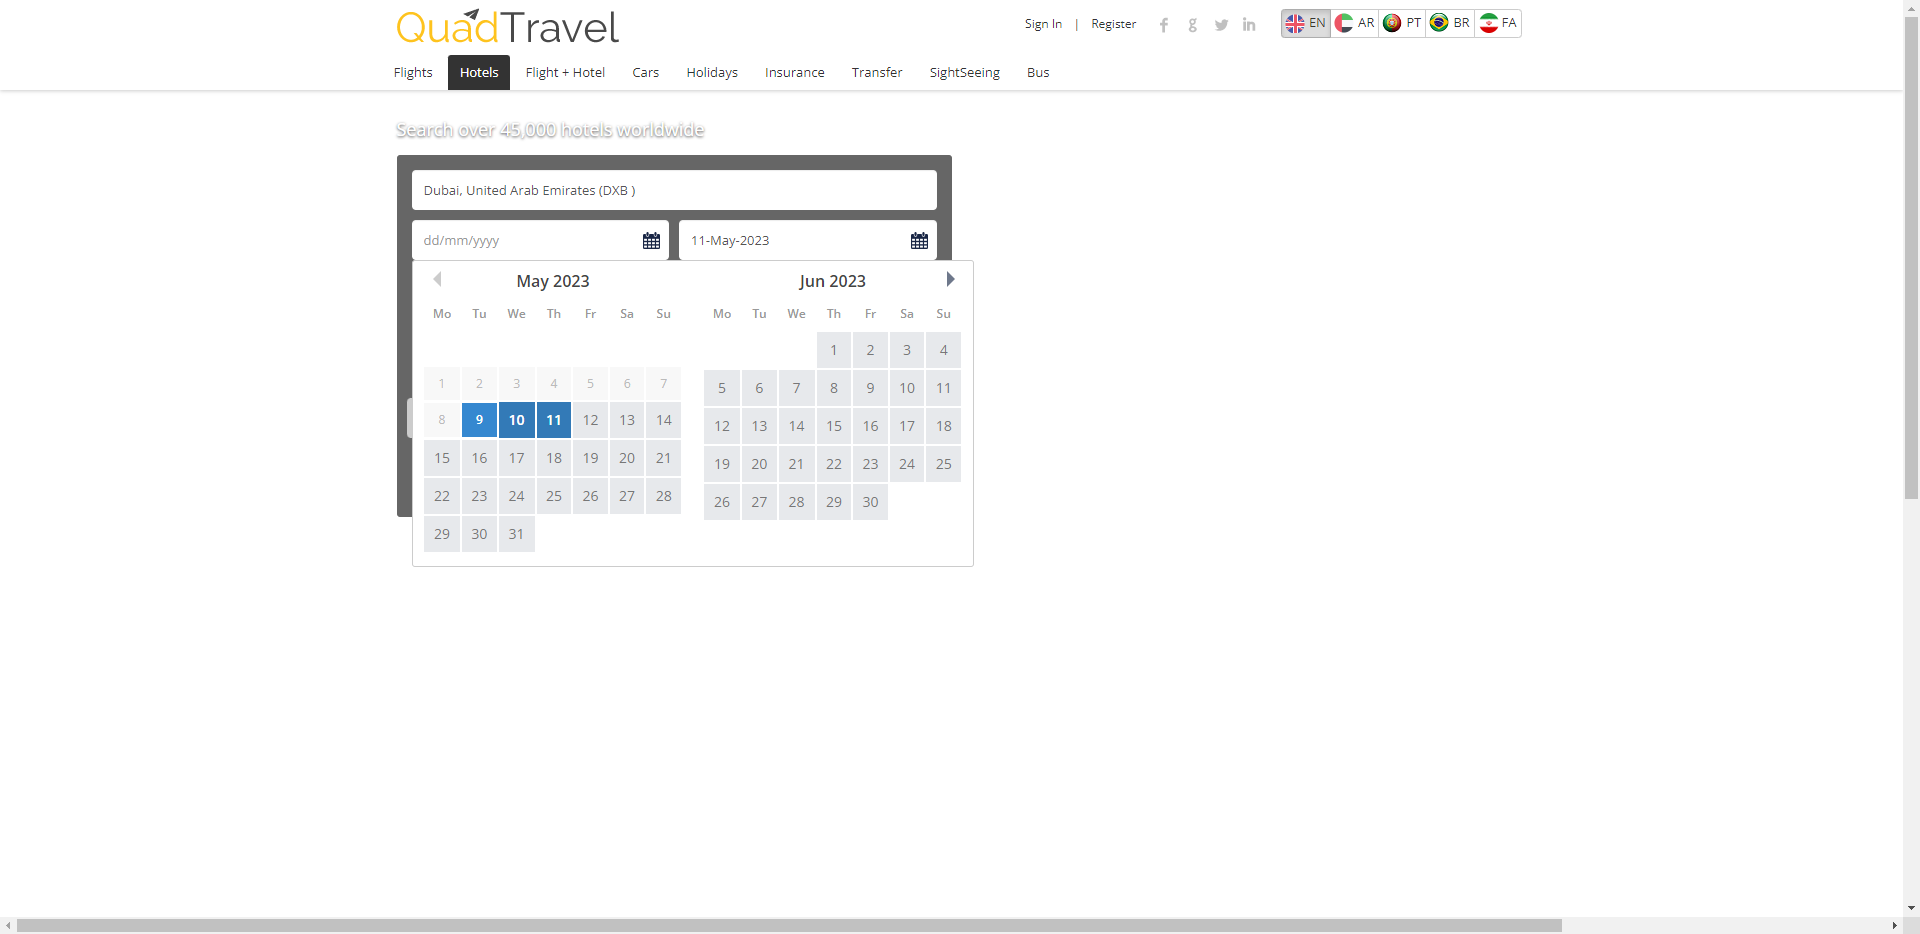 QuadTravel
Sign In | Register
EN AR PT BR FA
Flights Hotels Flight + Hotel Cars Holidays Insurance Transfer SightSeeing Bus
Search over 45,000 hotels worldwide
Dubai, United Arab Emirates (DXB )
dd/mm/yyyy 11-May-2023
May 2023
Mo Tu We Th Fr Sa Su
1 2 3 4 5 6 7
8 9 10 11 12 13 14
15 16 17 18 19 20 21
22 23 24 25 26 27 28
29 30 31
Jun 2023
Mo Tu We Th Fr Sa Su
1 2 3 4
5 6 7 8 9 10 11
12 13 14 15 16 17 18
19 20 21 22 23 24 25
26 27 28 29 30